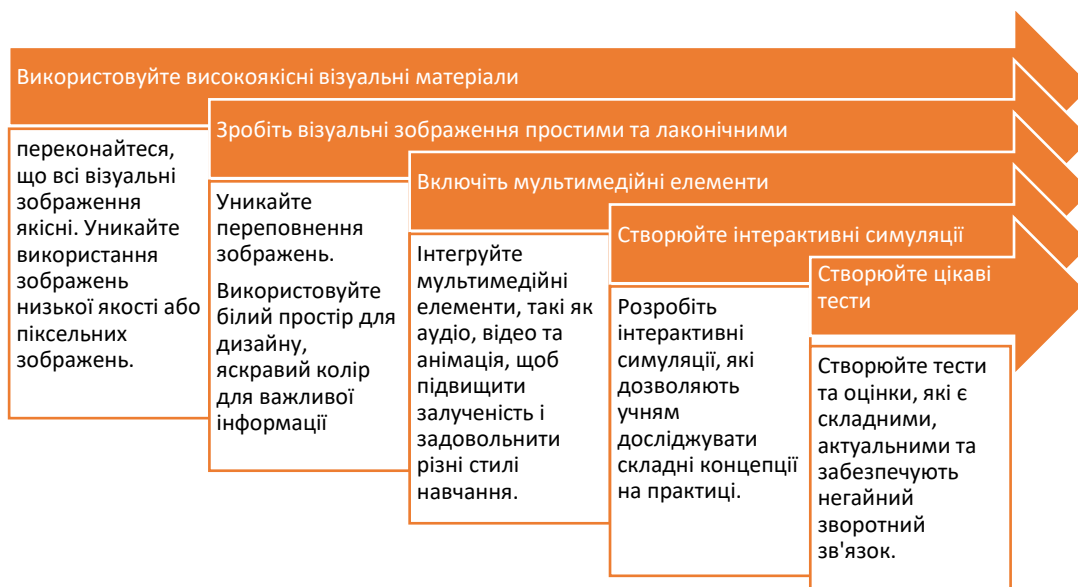 Використовуйте високоякісні візуальні матеріали
переконайтеся,
що всі візуальні
зображення
якісні. Уникайте
використання
зображень
низької якості або
піксельних
зображень.
Зробіть візуальні зображення простими та лаконічними
Уникайте
переповнення
зображень.
Використовуйте
білий простір для
дизайну,
яскравий колір
для важливої
інформації
Включіть мультимедійні елементи
Інтегруйте
мультимедійні
елементи, такі як
аудіо, відео та
анімація, щоб
підвищити
залученість і
задовольнити
різні стилі
навчання.
Створюйте інтерактивні симуляції
Розробіть
інтерактивні
симуляції, які
дозволяють
учням
досліджувати
складні концепції
на практиці.
Створюйте цікаві
тести
Створюйте тести
та оцінки, які є
складними,
актуальними та
забезпечують
негайний
зворотний
зв'язок.